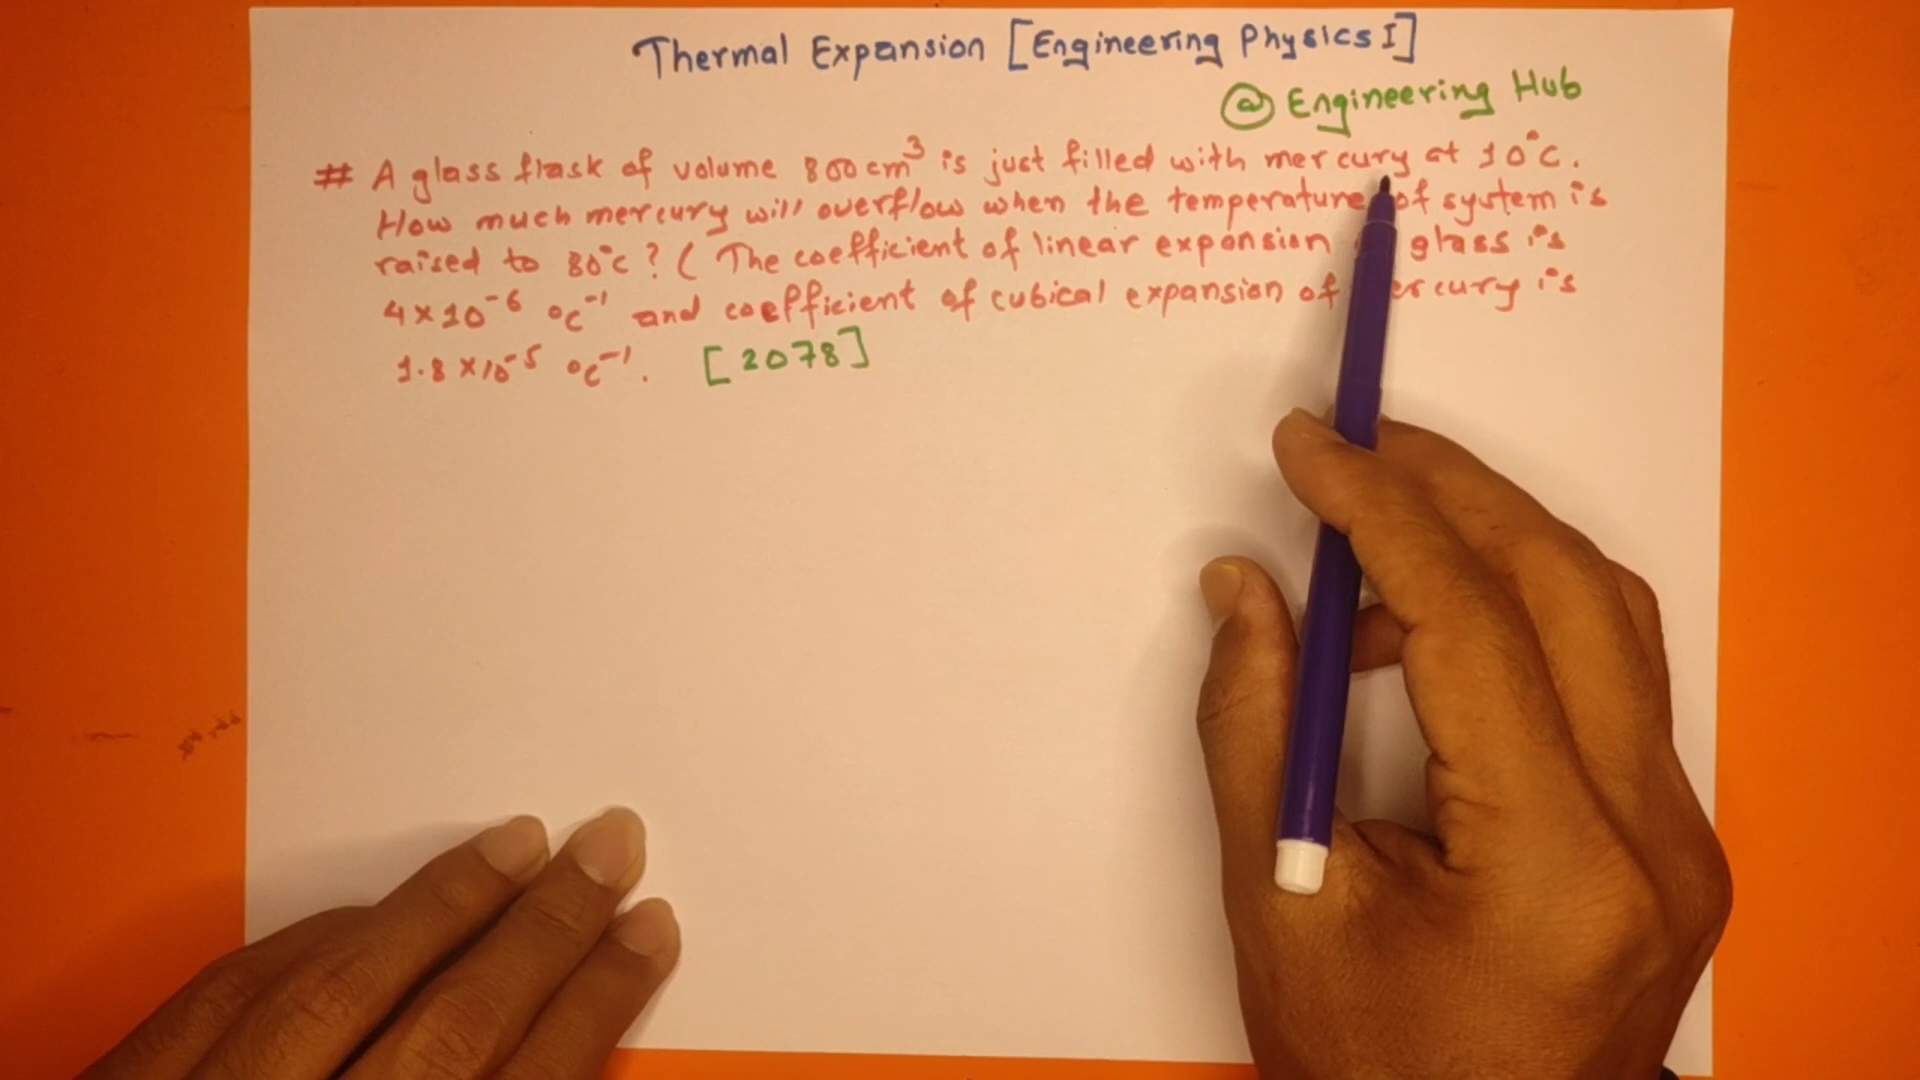 Thermal Expansion [Engineering Physics I]
@ Engineering Hub
# A glass flask of volume 800 cm³ is just filled with mercury at 10°C.
How much mercury will overflow when the temperature of system is
raised to 80°C? ( The coefficient of linear expansion glass is
4×10⁻⁶ °C⁻¹ and coefficient of cubical expansion of ercury is
1.8×10⁻⁵ °C⁻¹. [2078]